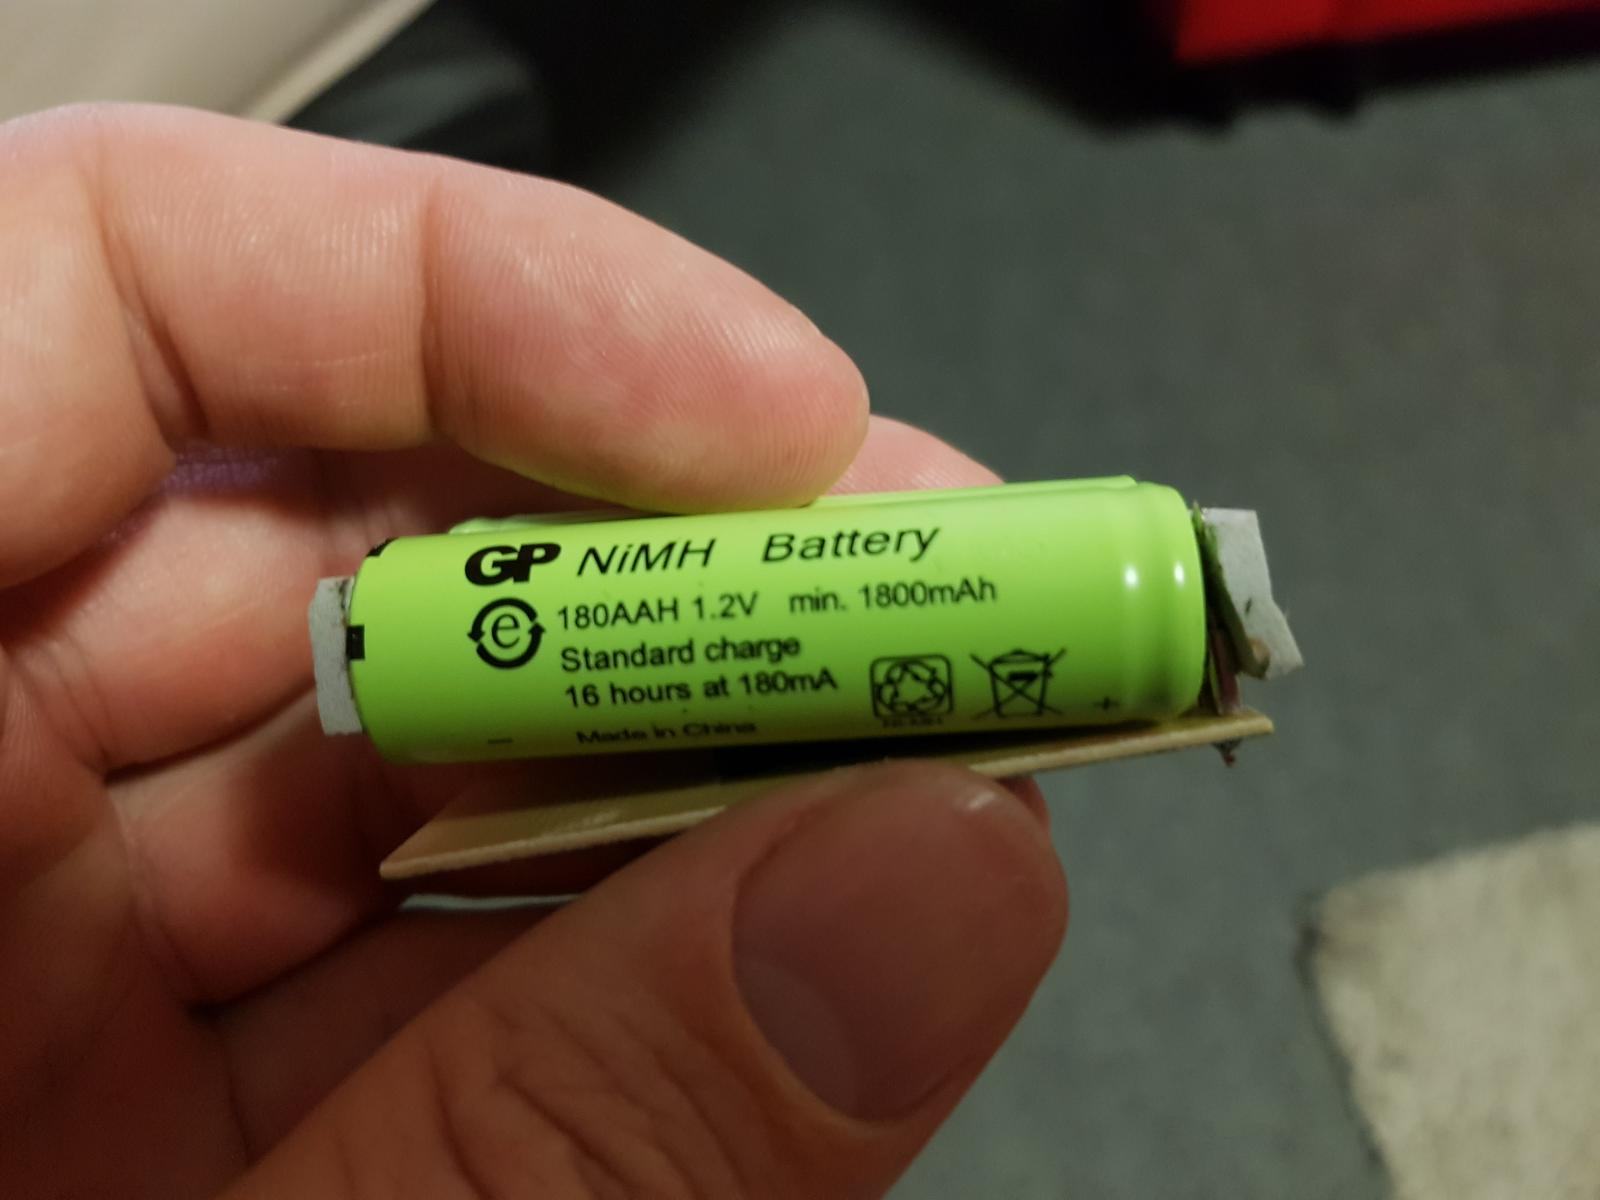 GP NiMH Battery
e 180AAH 1.2V min. 1800mAh
Standard charge
16 hours at 180mA
Made in China
- +